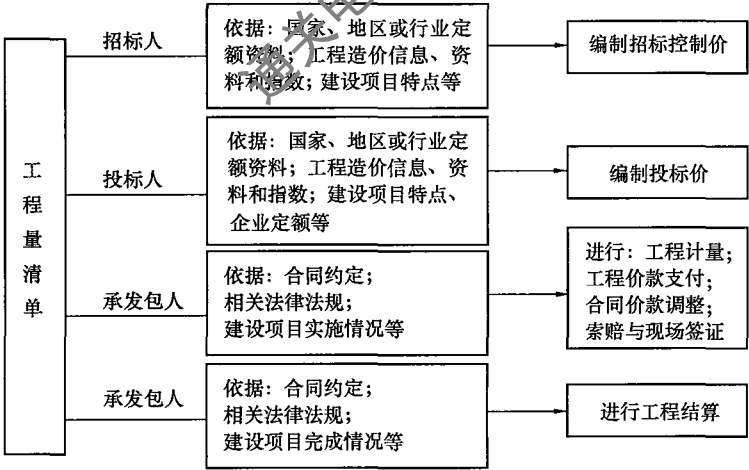 工程量清单
招标人
依据：国家、地区或行业定
额资料；工程造价信息、资
料和指数；建设项目特点等
编制招标控制价
投标人
依据：国家、地区或行业定
额资料；工程造价信息、资
料和指数；建设项目特点、
企业定额等
编制投标价
承发包人
依据：合同约定；
相关法律法规；
建设项目实施情况等
进行：工程计量；
工程价款支付；
合同价款调整；
索赔与现场签证
承发包人
依据：合同约定；
相关法律法规；
建设项目完成情况等
进行工程结算
通关